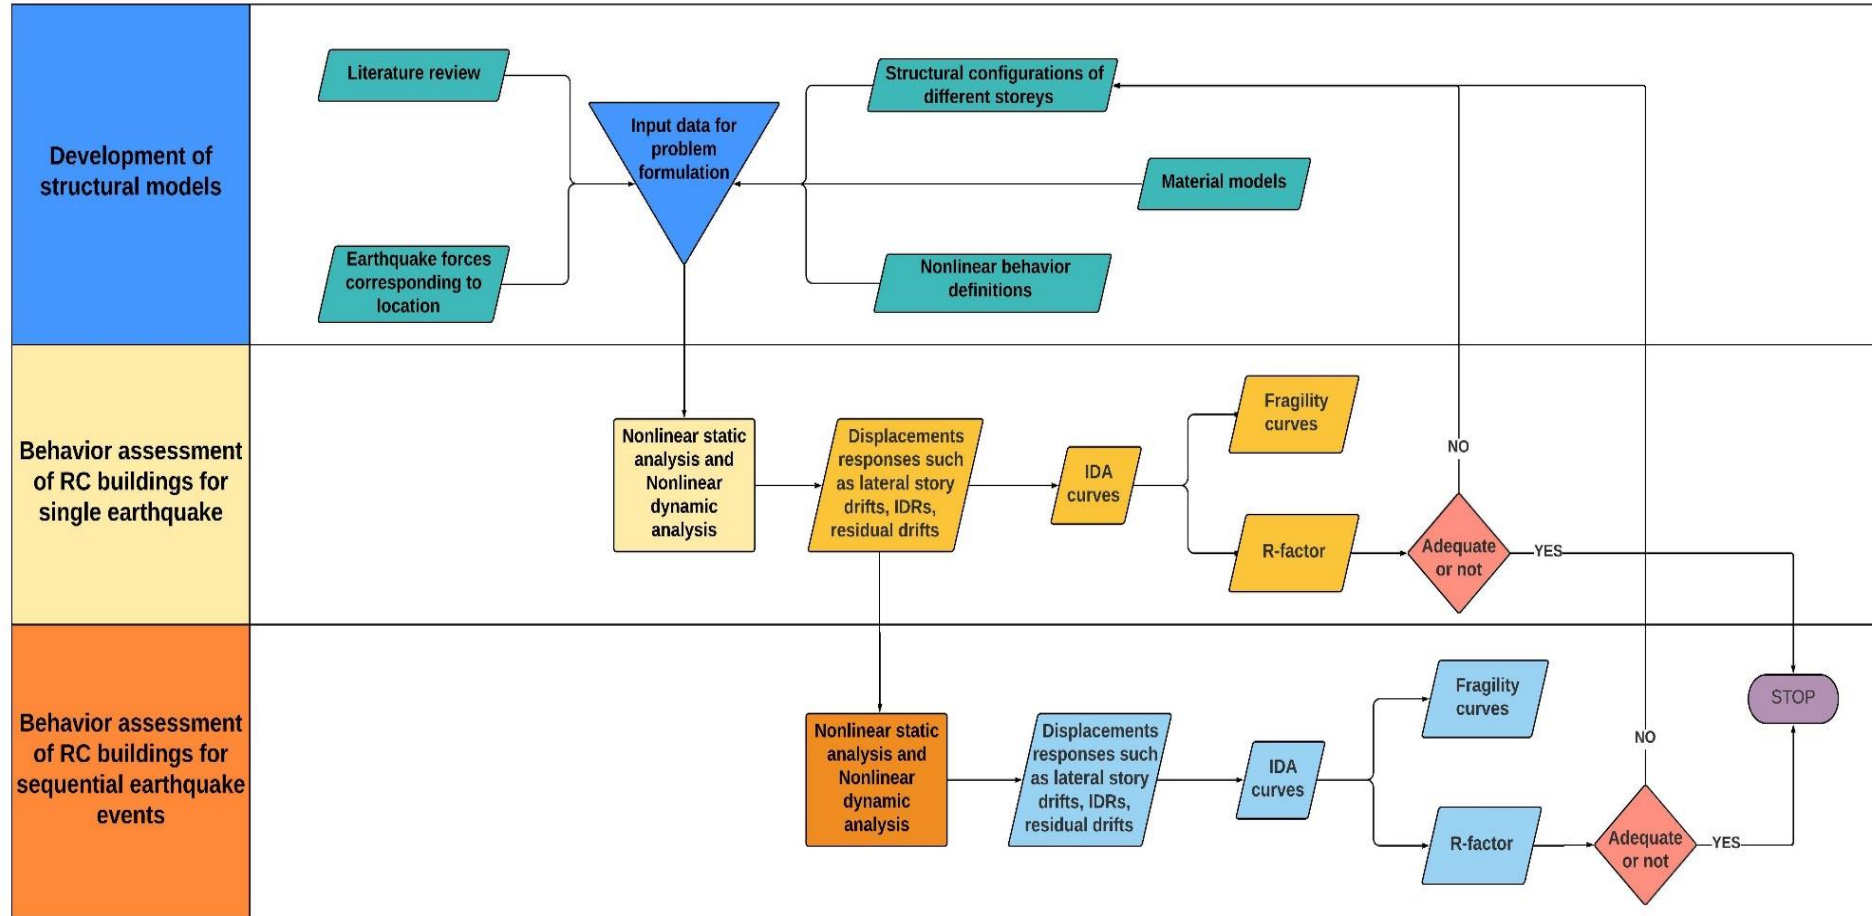 Development of
structural models
Literature review
Earthquake forces
corresponding to
location
Input data for
problem
formulation
Structural configurations of
different storeys
Material models
Nonlinear behavior
definitions
Behavior assessment
of RC buildings for
single earthquake
Nonlinear static
analysis and
Nonlinear
dynamic
analysis
Displacements
responses such
as lateral story
drifts, IDRs,
residual drifts
IDA
curves
Fragility
curves
R-factor
NO
Adequate
or not
YES
Behavior assessment
of RC buildings for
sequential earthquake
events
Nonlinear static
analysis and
Nonlinear
dynamic
analysis
Displacements
responses such
as lateral story
drifts, IDRs,
residual drifts
IDA
curves
Fragility
curves
R-factor
NO
Adequate
or not
YES
STOP